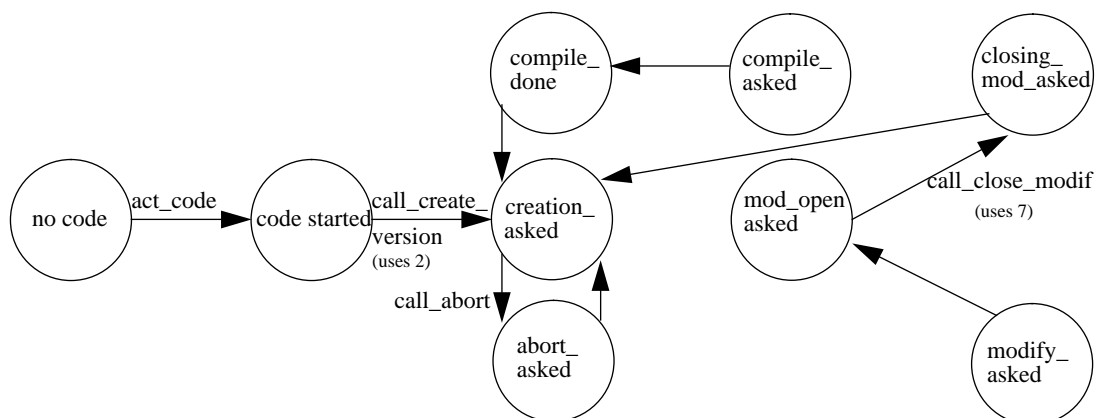 compile_
done
compile_
asked
closing_
mod_asked
no code
act_code
code started
call_create_
version
(uses 2)
creation_
asked
mod_open
asked
call_close_modif
(uses 7)
call_abort
abort_
asked
modify_
asked